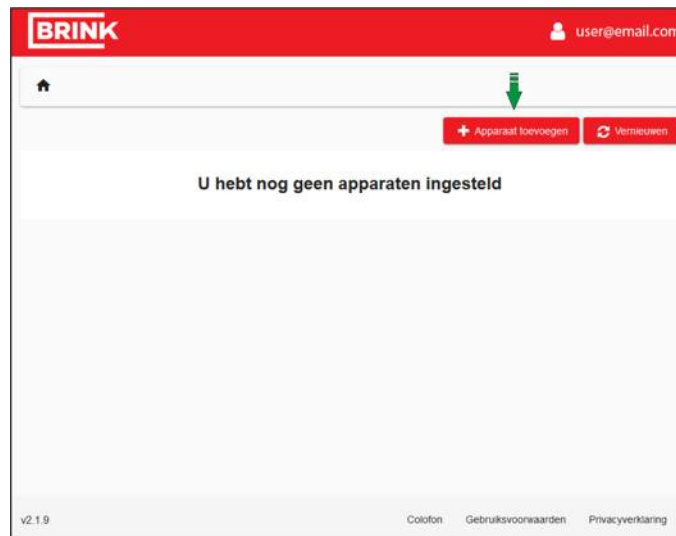 BRINK
user@email.com
Apparaat toevoegen
Vernieuwen
U hebt nog geen apparaten ingesteld
v2.1.9
Colofon
Gebruiksvoorwaarden
Privacyverklaring